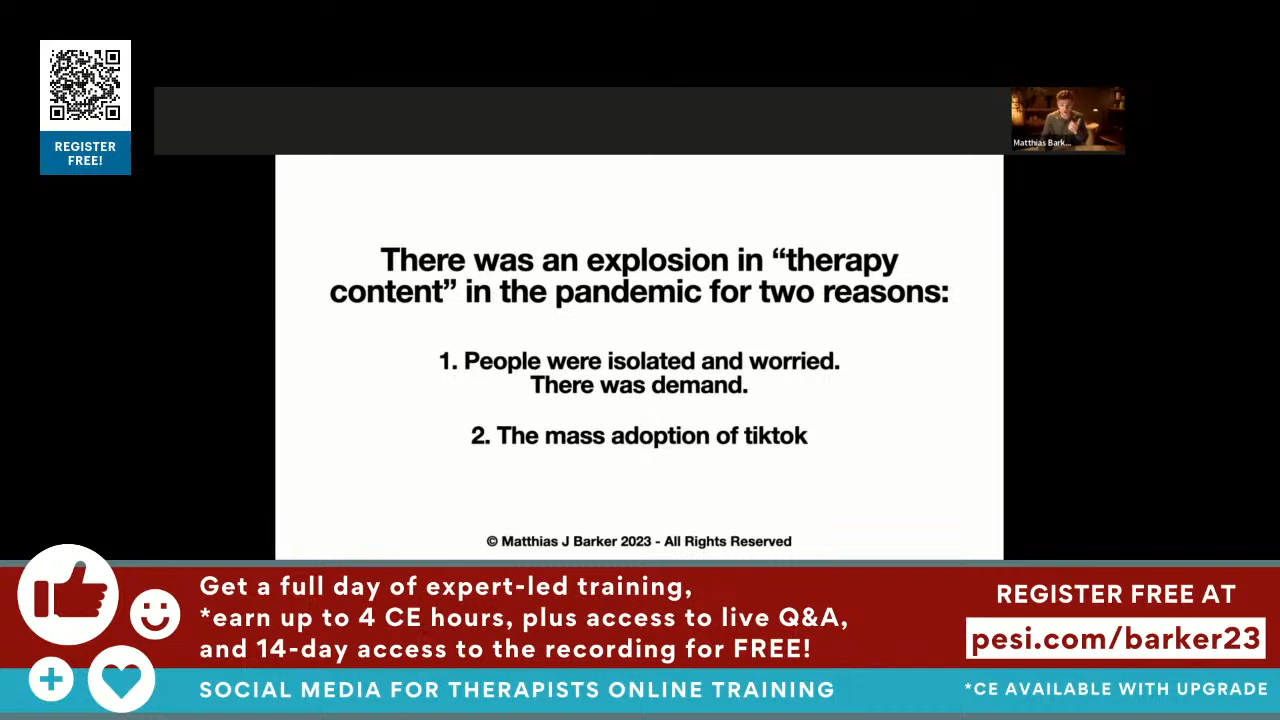 REGISTER
FREE!
Matthias Bark...
There was an explosion in “therapy
content” in the pandemic for two reasons:
1. People were isolated and worried.
There was demand.
2. The mass adoption of tiktok
© Matthias J Barker 2023 - All Rights Reserved
Get a full day of expert-led training,
*earn up to 4 CE hours, plus access to live Q&A,
and 14-day access to the recording for FREE!
REGISTER FREE AT
pesi.com/barker23
SOCIAL MEDIA FOR THERAPISTS ONLINE TRAINING
*CE AVAILABLE WITH UPGRADE